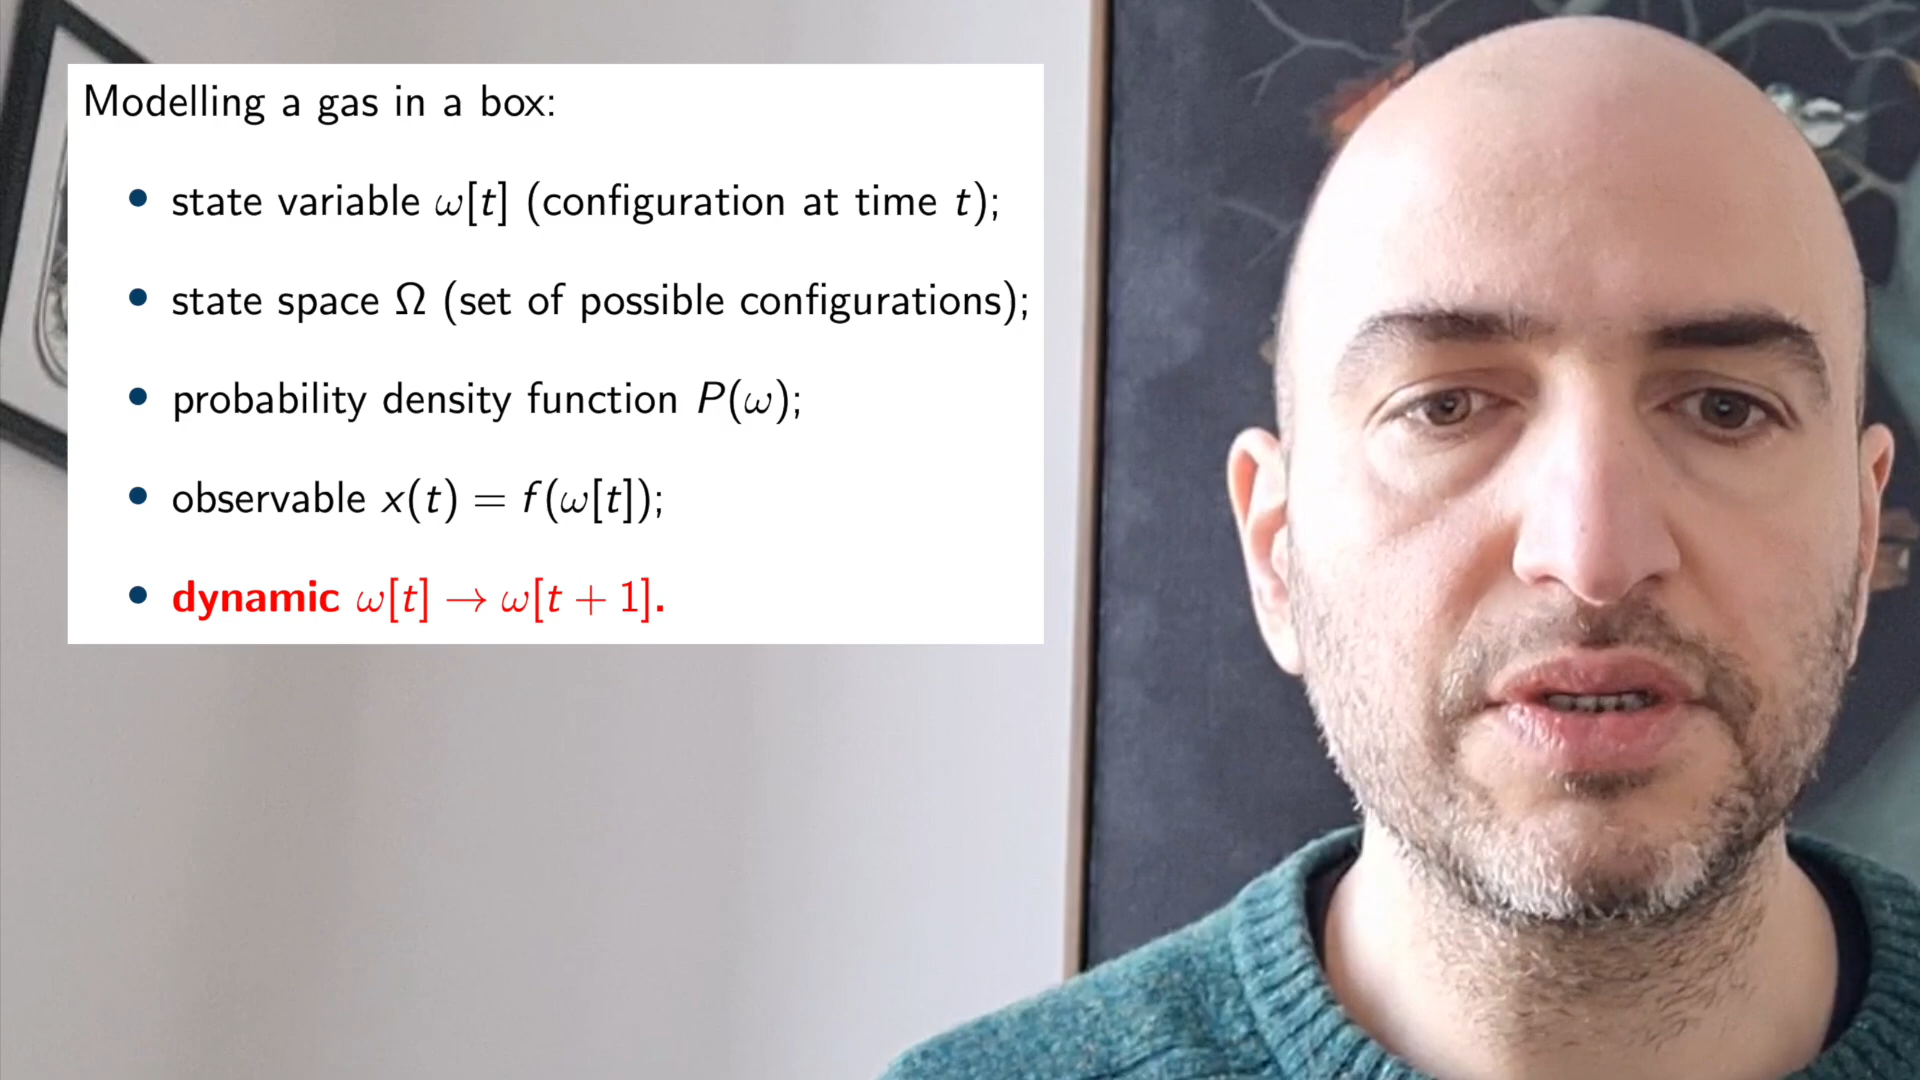 Modelling a gas in a box:
• state variable ω[t] (configuration at time t);
• state space Ω (set of possible configurations);
• probability density function P(ω);
• observable x(t) = f(ω[t]);
• dynamic ω[t] → ω[t + 1].